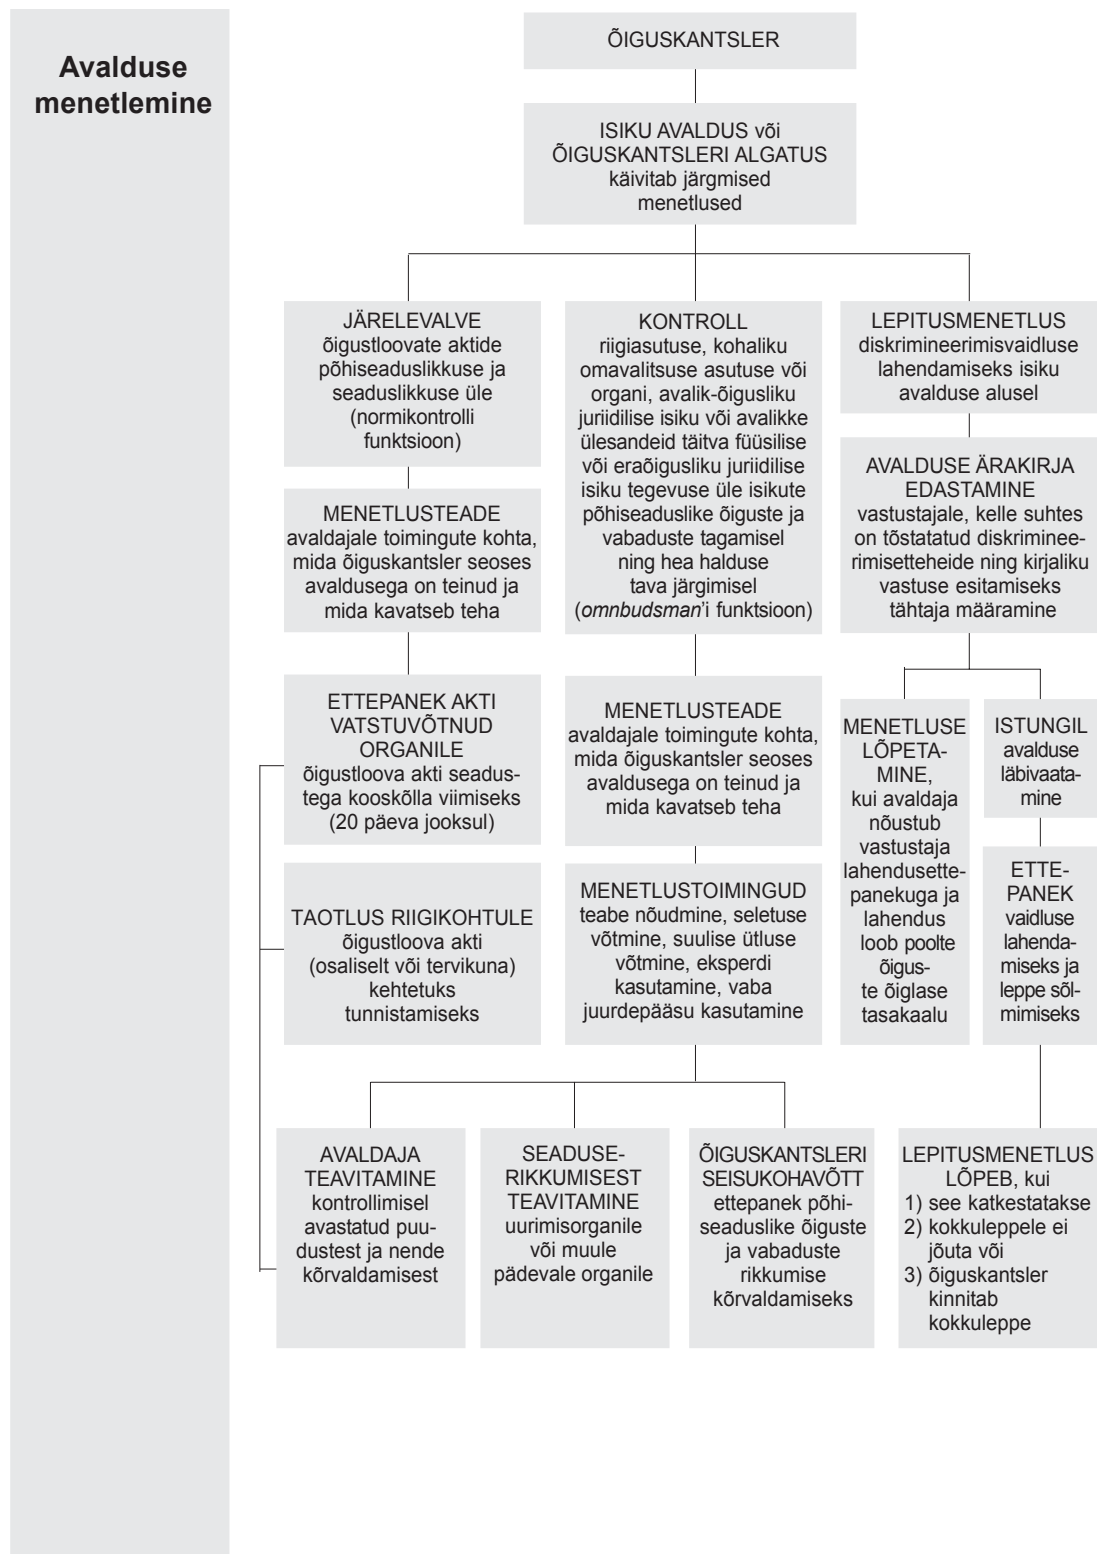 Avalduse
menetlemine
ÕIGUSKANTSLER
ISIKU AVALDUS või
ÕIGUSKANTSLERI ALGATUS
käivitab järgmised
menetlused
JÄRELEVALVE
õigustloovate aktide
põhiseaduslikkuse ja
seaduslikkuse üle
(normikontrolli
funktsioon)
MENETLUSTEADE
avaldajale toimingute kohta,
mida õiguskantsler seoses
avaldusega on teinud ja
mida kavatseb teha
ETTEPANEK AKTI
VATSTUVÕTNUD
ORGANILE
õigustloova akti seadus-
tega kooskõlla viimiseks
(20 päeva jooksul)
TAOTLUS RIIGIKOHTULE
õigustloova akti
(osaliselt või tervikuna)
kehtetuks
tunnistamiseks
KONTROLL
riigiasutuse, kohaliku
omavalitsuse asutuse või
organi, avalik-õigusliku
juriidilise isiku või avalikke
ülesandeid täitva füüsilise
või eraõigusliku juriidilise
isiku tegevuse üle isikute
põhiseaduslike õiguste ja
vabaduste tagamisel
ning hea halduse
tava järgimisel
(omnbudsman’i funktsioon)
MENETLUSTEADE
avaldajale toimingute kohta,
mida õiguskantsler seoses
avaldusega on teinud ja
mida kavatseb teha
MENETLUSTOIMINGUD
teabe nõudmine, seletuse
võtmine, suulise ütluse
võtmine, eksperdi
kasutamine, vaba
juurdepääsu kasutamine
LEPITUSMENETLUS
diskrimineerimisvaidluse
lahendamiseks isiku
avalduse alusel
AVALDUSE ÄRAKIRJA
EDASTAMINE
vastustajale, kelle suhtes
on tõstatatud diskriminee-
rimisetteheide ning kirjaliku
vastuse esitamiseks
tähtaja määramine
MENETLUSE
LÕPETA-
MINE,
kui avaldaja
nõustub
vastustaja
lahendusette-
panekuga ja
lahendus
loob poolte
õigus-
te õiglase
tasakaalu
ISTUNGIL
avalduse
läbivaata-
mine
ETTE-
PANEK
vaidluse
lahenda-
miseks ja
leppe sõl-
mimiseks
AVALDAJA
TEAVITAMINE
kontrollimisel
avastatud puu-
dustest ja nende
kõrvaldamisest
SEADUSE-
RIKKUMISEST
TEAVITAMINE
uurimisorganile
või muule
pädevale organile
ÕIGUSKANTSLERI
SEISUKOHAVÕTT
ettepanek põhi-
seaduslike õiguste
ja vabaduste
rikkumise
kõrvaldamiseks
LEPITUSMENETLUS
LÕPEB, kui
1) see katkestatakse
2) kokkuleppele ei
jõuta või
3) õiguskantsler
kinnitab
kokkuleppe